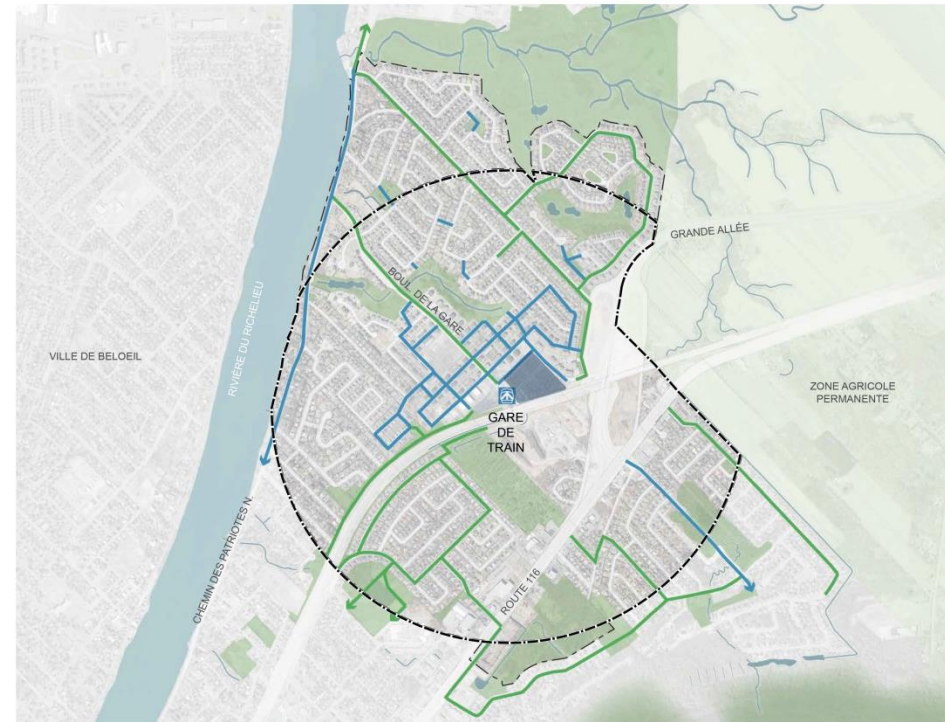 GRANDE ALLÉE
BOUL. DE LA GARE
RIVIÈRE DU RICHELIEU
VILLE DE BELOEIL
ZONE AGRICOLE
PERMANENTE
GARE
DE
TRAIN
CHEMIN DES PATRIOTES N.
ROUTE 116